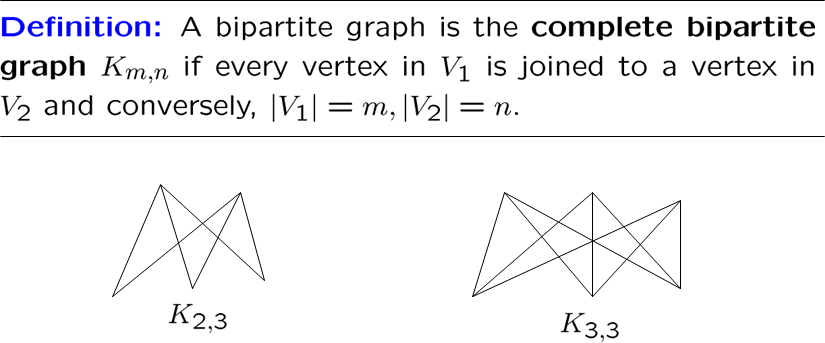 Definition: A bipartite graph is the complete bipartite
graph K_{m,n} if every vertex in V_1 is joined to a vertex in
V_2 and conversely, |V_1| = m, |V_2| = n.
K_{2,3}
K_{3,3}